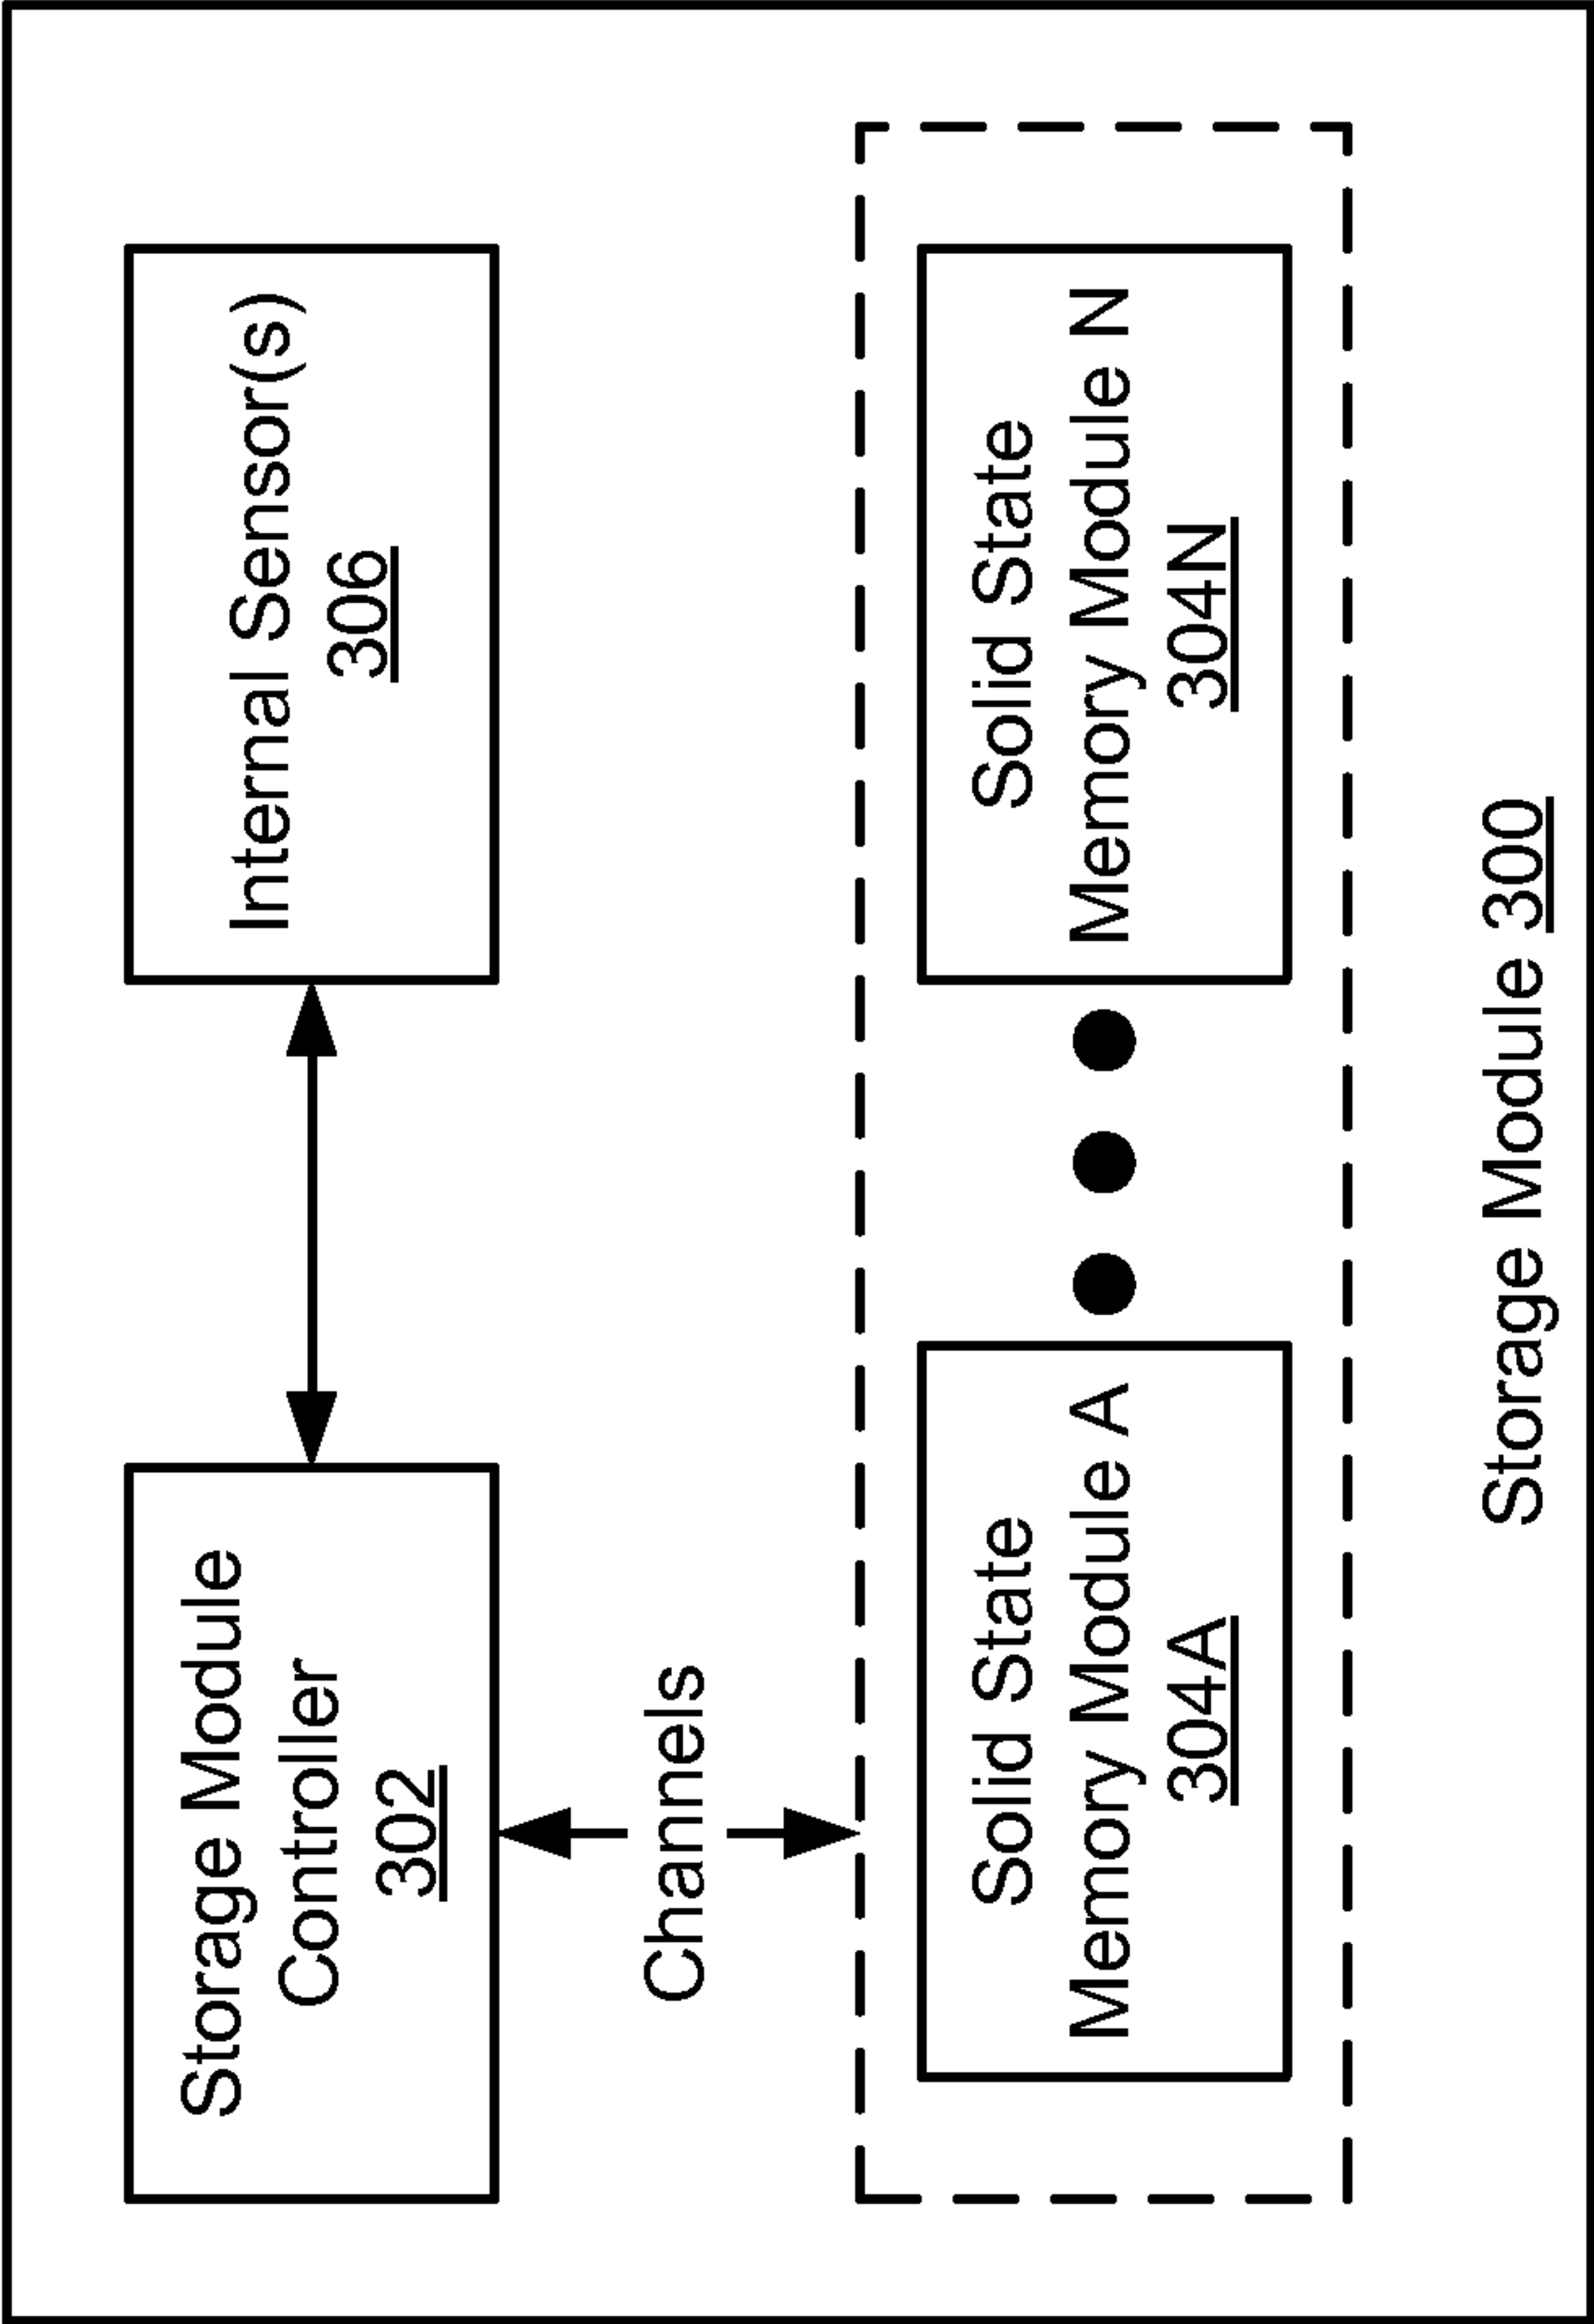 Storage Module
Controller
302
Internal Sensor(s)
306
Channels
Solid State
Memory Module A
304A
Solid State
Memory Module N
304N
Storage Module 300